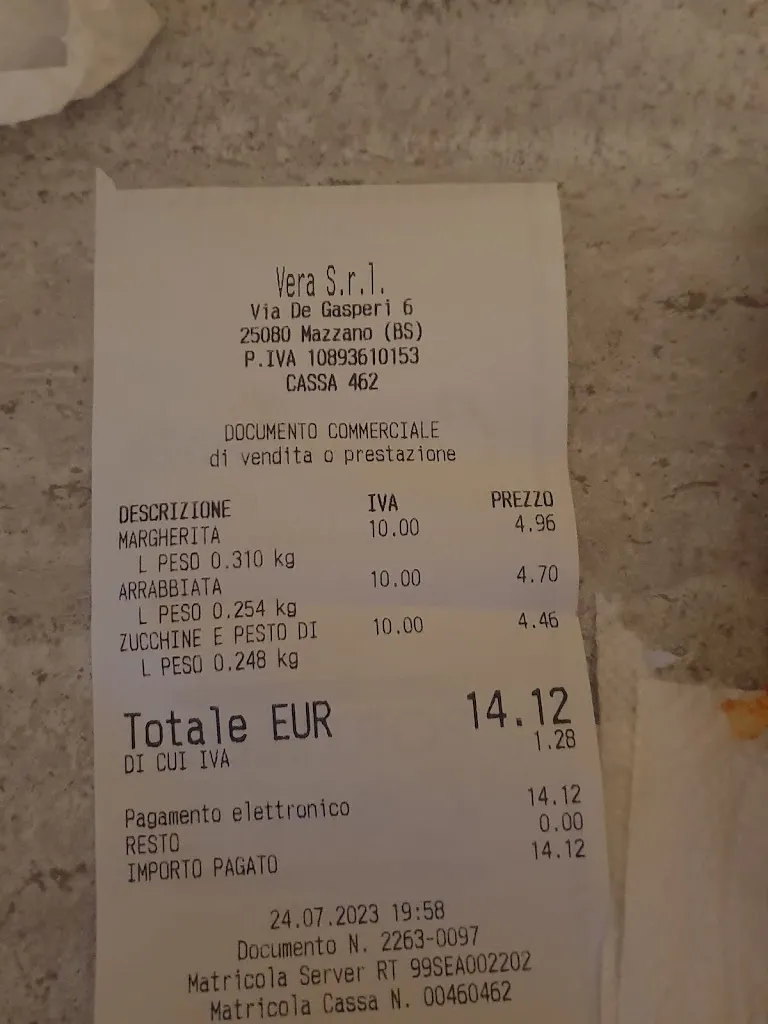 Vera S.r.l.
Via De Gasperi 6
25080 Mazzano (BS)
P.IVA 10893610153
CASSA 462
DOCUMENTO COMMERCIALE
di vendita o prestazione
DESCRIZIONE IVA PREZZO
MARGHERITA 10.00 4.96
L PESO 0.310 kg
ARRABBIATA 10.00 4.70
L PESO 0.254 kg
ZUCCHINE E PESTO DI 10.00 4.46
L PESO 0.248 kg
Totale EUR 14.12
DI CUI IVA 1.28
Pagamento elettronico 14.12
RESTO 0.00
IMPORTO PAGATO 14.12
24.07.2023 19:58
Documento N. 2263-0097
Matricola Server RT 99SEA002202
Matricola Cassa N. 00460462